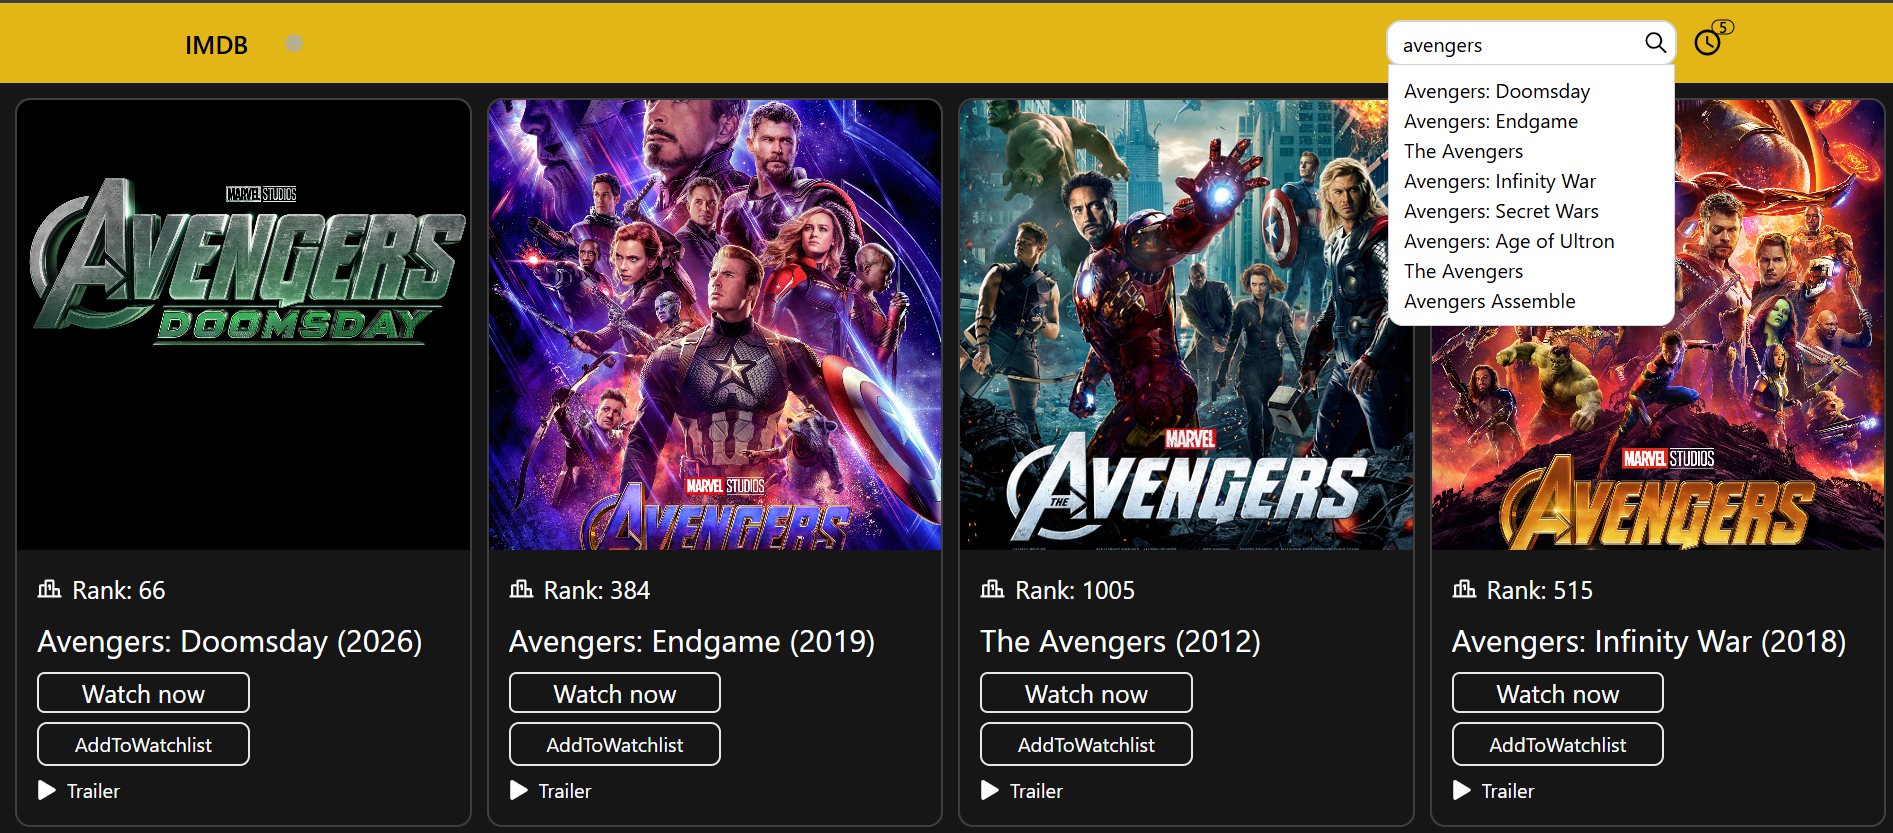 IMDB
avengers
5
Avengers: Doomsday
Avengers: Endgame
The Avengers
Avengers: Infinity War
Avengers: Secret Wars
Avengers: Age of Ultron
The Avengers
Avengers Assemble
MARVEL STUDIOS
AVENGERS
DOOMSDAY
MARVEL STUDIOS
AVENGERS
MARVEL
THE AVENGERS
MARVEL STUDIOS
AVENGERS
Rank: 66
Avengers: Doomsday (2026)
Watch now
AddToWatchlist
Trailer
Rank: 384
Avengers: Endgame (2019)
Watch now
AddToWatchlist
Trailer
Rank: 1005
The Avengers (2012)
Watch now
AddToWatchlist
Trailer
Rank: 515
Avengers: Infinity War (2018)
Watch now
AddToWatchlist
Trailer